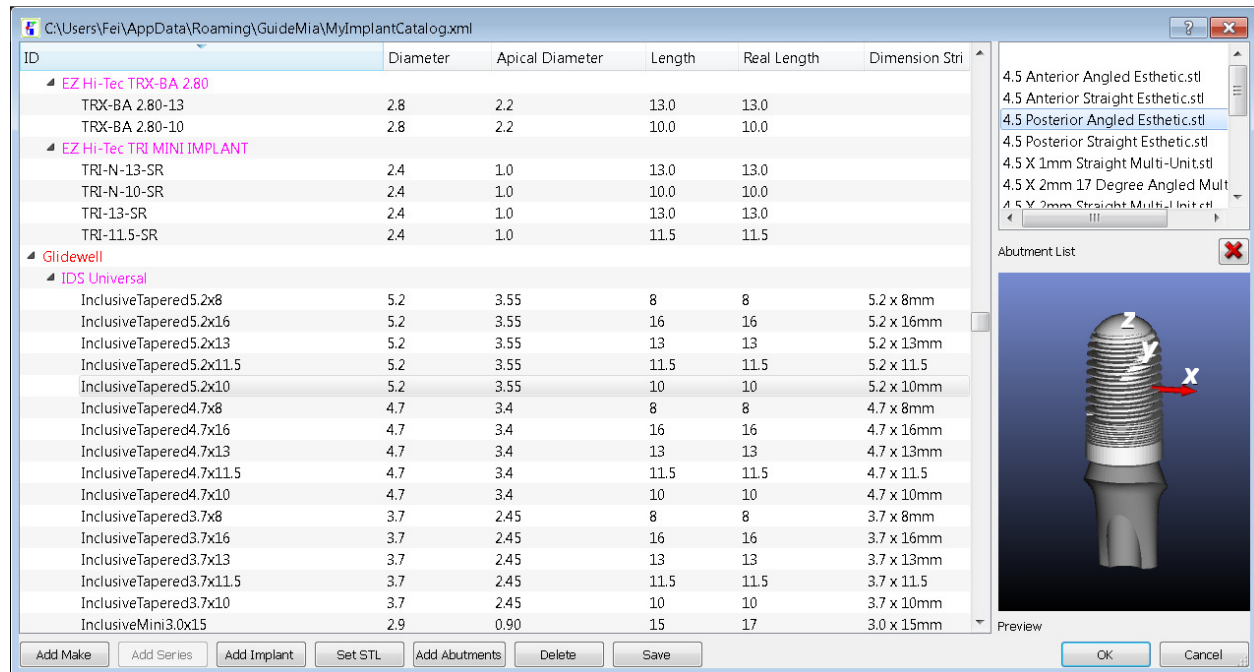 C:\Users\Fei\AppData\Roaming\GuideMia\MyImplantCatalog.xml
ID Diameter Apical Diameter Length Real Length Dimension Stri
EZ Hi-Tec TRX-BA 2.80
TRX-BA 2.80-13 2.8 2.2 13.0 13.0
TRX-BA 2.80-10 2.8 2.2 10.0 10.0
EZ Hi-Tec TRI MINI IMPLANT
TRI-N-13-SR 2.4 1.0 13.0 13.0
TRI-N-10-SR 2.4 1.0 10.0 10.0
TRI-13-SR 2.4 1.0 13.0 13.0
TRI-11.5-SR 2.4 1.0 11.5 11.5
Glidewell
IDS Universal
InclusiveTapered5.2x8 5.2 3.55 8 8 5.2 x 8mm
InclusiveTapered5.2x16 5.2 3.55 16 16 5.2 x 16mm
InclusiveTapered5.2x13 5.2 3.55 13 13 5.2 x 13mm
InclusiveTapered5.2x11.5 5.2 3.55 11.5 11.5 5.2 x 11.5
InclusiveTapered5.2x10 5.2 3.55 10 10 5.2 x 10mm
InclusiveTapered4.7x8 4.7 3.4 8 8 4.7 x 8mm
InclusiveTapered4.7x16 4.7 3.4 16 16 4.7 x 16mm
InclusiveTapered4.7x13 4.7 3.4 13 13 4.7 x 13mm
InclusiveTapered4.7x11.5 4.7 3.4 11.5 11.5 4.7 x 11.5
InclusiveTapered4.7x10 4.7 3.4 10 10 4.7 x 10mm
InclusiveTapered3.7x8 3.7 2.45 8 8 3.7 x 8mm
InclusiveTapered3.7x16 3.7 2.45 16 16 3.7 x 16mm
InclusiveTapered3.7x13 3.7 2.45 13 13 3.7 x 13mm
InclusiveTapered3.7x11.5 3.7 2.45 11.5 11.5 3.7 x 11.5
InclusiveTapered3.7x10 3.7 2.45 10 10 3.7 x 10mm
InclusiveMini3.0x15 2.9 0.90 15 17 3.0 x 15mm
4.5 Anterior Angled Esthetic.stl
4.5 Anterior Straight Esthetic.stl
4.5 Posterior Angled Esthetic.stl
4.5 Posterior Straight Esthetic.stl
4.5 X 1mm Straight Multi-Unit.stl
4.5 X 2mm 17 Degree Angled Mult
4.5 X 2mm Straight Multi-Unit.stl
Abutment List
Z
Y
X
Preview
Add Make Add Series Add Implant Set STL Add Abutments Delete Save OK Cancel